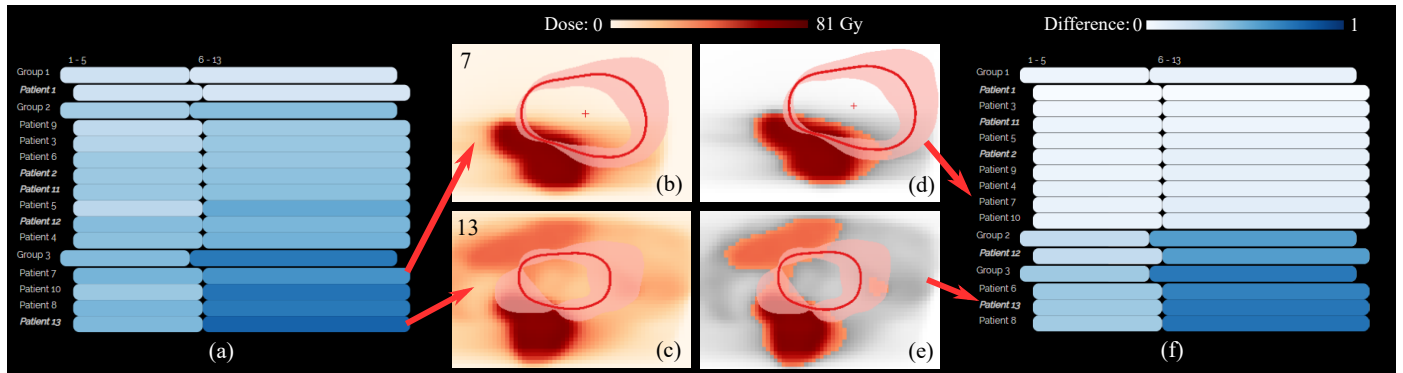 Dose: 0 81 Gy
Difference: 0 1
1 - 5 6 - 13
Group 1
Patient 1
Group 2
Patient 9
Patient 3
Patient 6
Patient 2
Patient 11
Patient 5
Patient 12
Patient 4
Group 3
Patient 7
Patient 10
Patient 8
Patient 13
(a)
7
(b)
13
(c)
(d)
(e)
1 - 5 6 - 13
Group 1
Patient 1
Patient 3
Patient 11
Patient 5
Patient 2
Patient 9
Patient 4
Patient 7
Patient 10
Group 2
Patient 12
Group 3
Patient 6
Patient 13
Patient 8
(f)